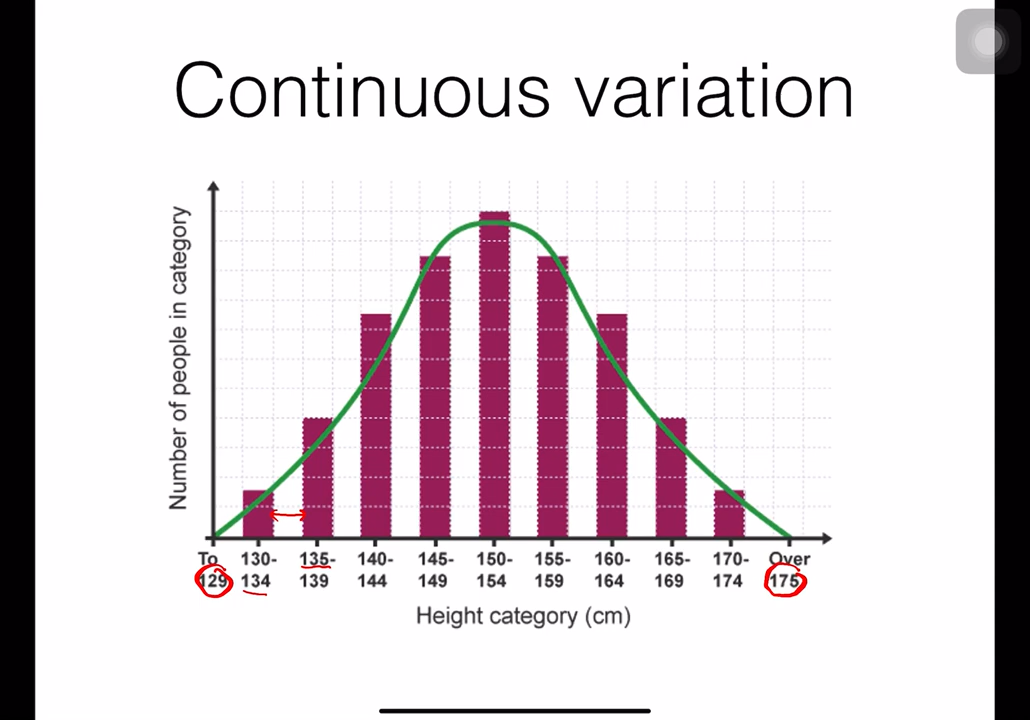 Continuous variation
Number of people in category
To 130- 135- 140- 145- 150- 155- 160- 165- 170- Over
129 134 139 144 149 154 159 164 169 174 175
Height category (cm)